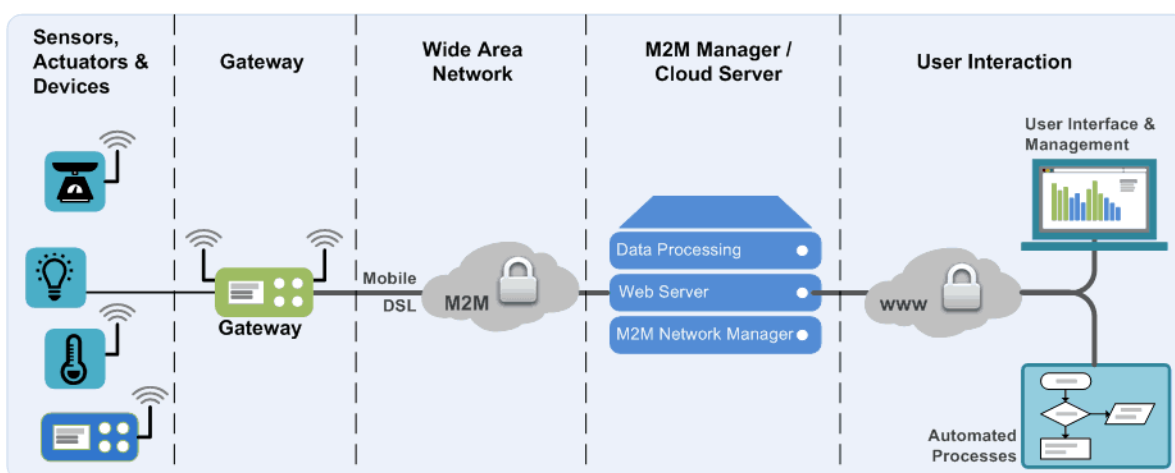 Sensors,
Actuators &
Devices
Gateway
Wide Area
Network
M2M Manager /
Cloud Server
User Interaction
User Interface &
Management
Data Processing
Mobile
DSL
M2M
Web Server
www
Gateway
M2M Network Manager
Automated
Processes